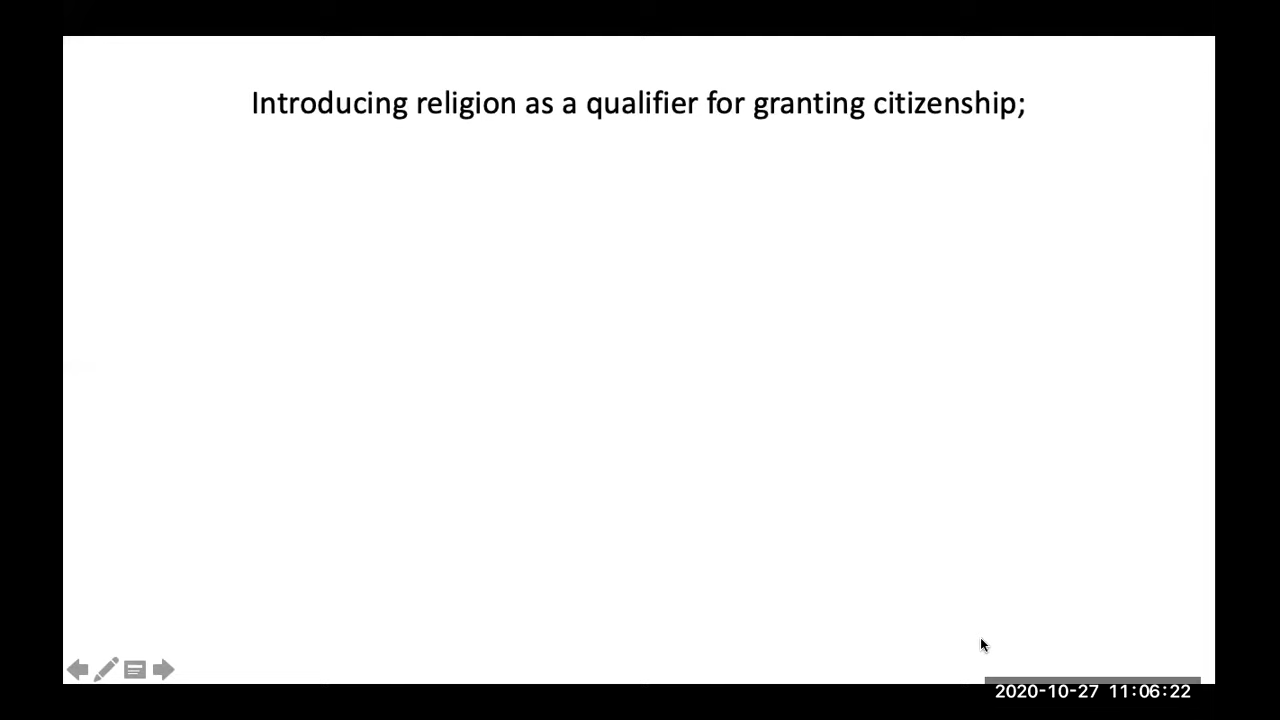 Introducing religion as a qualifier for granting citizenship;
2020-10-27 11:06:22